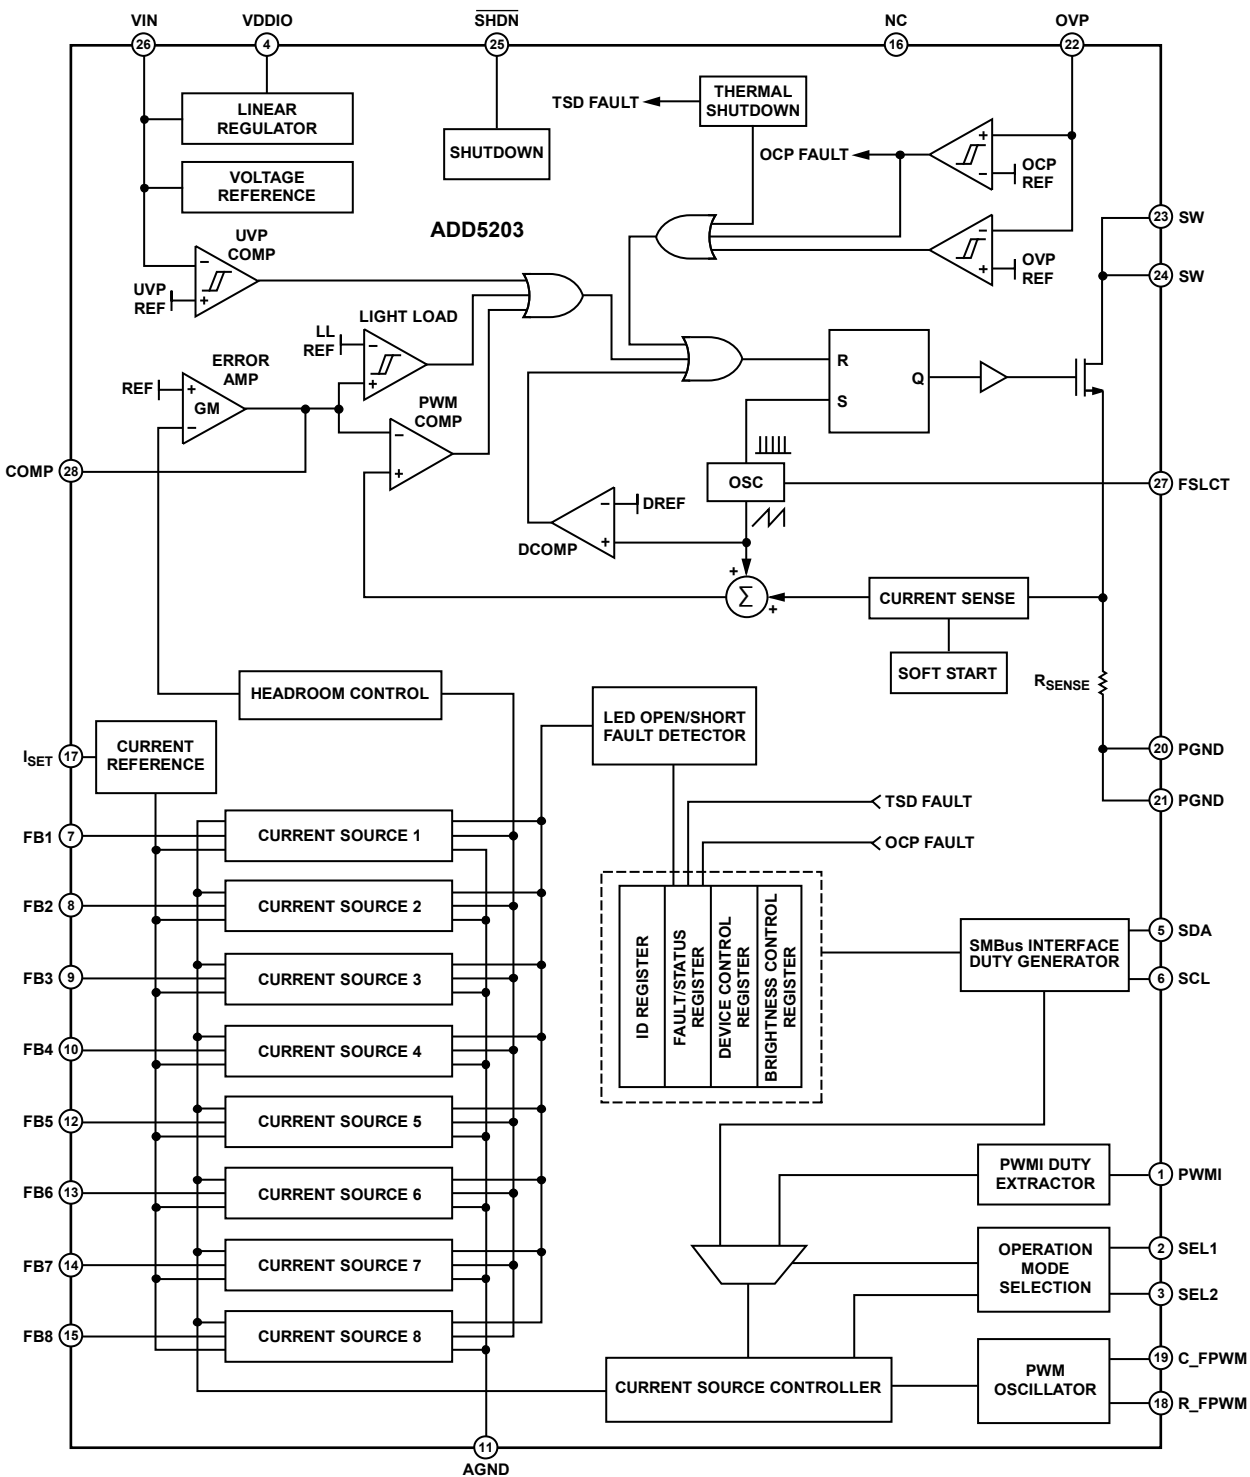 VIN
VDDIO
SHDN
NC
OVP
26
4
25
16
22
LINEAR
REGULATOR
VOLTAGE
REFERENCE
SHUTDOWN
TSD FAULT
THERMAL
SHUTDOWN
OCP FAULT
+
−
OCP
REF
ADD5203
−
+
OVP
REF
23
SW
24
SW
UVP
COMP
−
+
UVP
REF
LIGHT LOAD
LL
REF
−
+
ERROR
AMP
REF
+
GM
−
PWM
COMP
−
+
COMP
28
R
S
Q
OSC
27
FSLCT
−
DREF
+
DCOMP
+
Σ
+
CURRENT SENSE
SOFT START
RSENSE
HEADROOM CONTROL
LED OPEN/SHORT
FAULT DETECTOR
ISET
17
CURRENT
REFERENCE
20
PGND
21
PGND
TSD FAULT
OCP FAULT
FB1
7
CURRENT SOURCE 1
FB2
8
CURRENT SOURCE 2
FB3
9
CURRENT SOURCE 3
FB4
10
CURRENT SOURCE 4
FB5
12
CURRENT SOURCE 5
FB6
13
CURRENT SOURCE 6
FB7
14
CURRENT SOURCE 7
FB8
15
CURRENT SOURCE 8
ID REGISTER
FAULT/STATUS
REGISTER
DEVICE CONTROL
REGISTER
BRIGHTNESS CONTROL
REGISTER
SMBus INTERFACE
DUTY GENERATOR
5
SDA
6
SCL
PWMI DUTY
EXTRACTOR
1
PWMI
OPERATION
MODE
SELECTION
2
SEL1
3
SEL2
CURRENT SOURCE CONTROLLER
PWM
OSCILLATOR
19
C_FPWM
18
R_FPWM
11
AGND